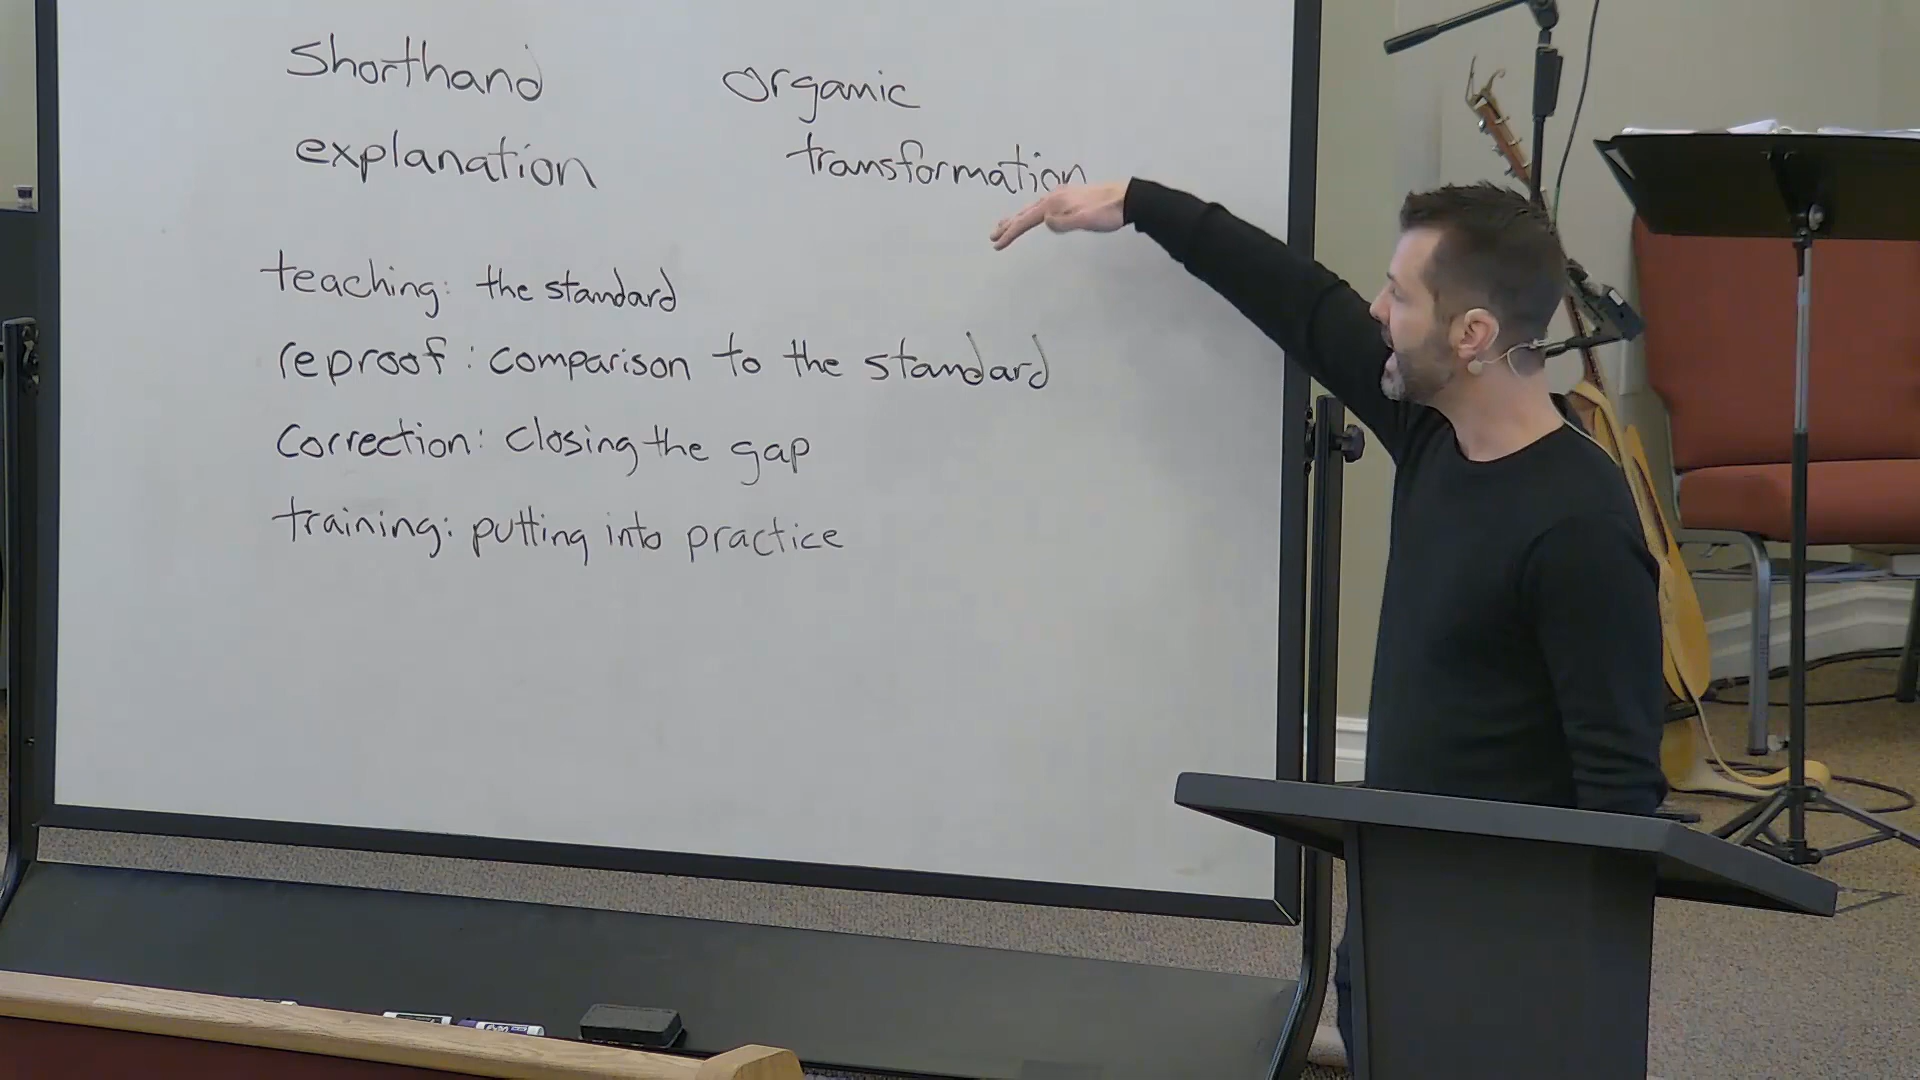 Shorthand
explanation
organic
transformation
teaching: the standard
reproof: comparison to the standard
correction: closing the gap
training: putting into practice